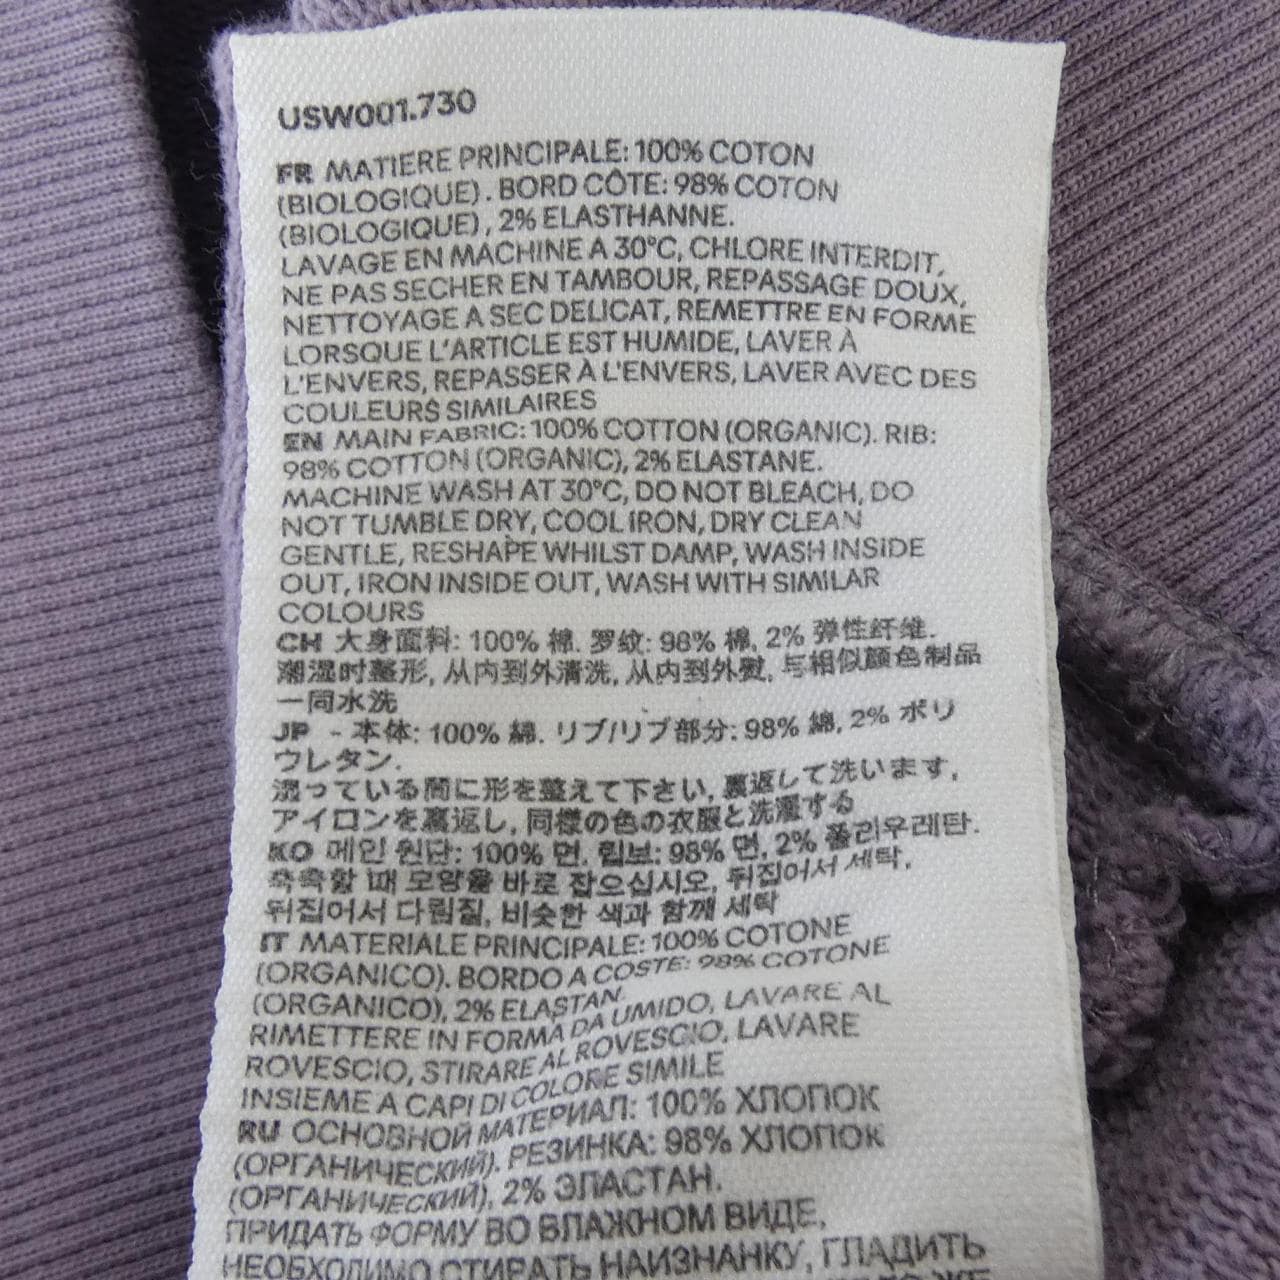 USW001.730
FR MATIERE PRINCIPALE: 100% COTON
(BIOLOGIQUE). BORD CÔTE: 98% COTON
(BIOLOGIQUE), 2% ELASTHANNE.
LAVAGE EN MACHINE A 30°C, CHLORE INTERDIT,
NE PAS SECHER EN TAMBOUR, REPASSAGE DOUX,
NETTOYAGE A SEC DELICAT, REMETTRE EN FORME
LORSQUE L'ARTICLE EST HUMIDE, LAVER À
L'ENVERS, REPASSER À L'ENVERS, LAVER AVEC DES
COULEURS SIMILAIRES
EN MAIN FABRIC: 100% COTTON (ORGANIC). RIB:
98% COTTON (ORGANIC), 2% ELASTANE.
MACHINE WASH AT 30°C, DO NOT BLEACH, DO
NOT TUMBLE DRY, COOL IRON, DRY CLEAN
GENTLE, RESHAPE WHILST DAMP, WASH INSIDE
OUT, IRON INSIDE OUT, WASH WITH SIMILAR
COLOURS
CH 大身面料: 100% 棉. 罗纹: 98% 棉, 2% 弹性纤维.
潮湿时整形, 从内到外清洗, 从内到外熨, 与相似颜色制品
一同水洗
JP - 本体: 100% 綿. リブ/リブ部分: 98% 綿, 2% ポリ
ウレタン.
湿っている間に形を整えて下さい, 裏返して洗います,
アイロンを裏返し, 同様の色の衣服と洗濯する
KO 메인 원단: 100% 면. 립보: 98% 면, 2% 폴리우레탄.
축축할 때 모양을 바로 잡으십시오, 뒤집어서 세탁,
뒤집어서 다림질, 비슷한 색과 함께 세탁
IT MATERIALE PRINCIPALE: 100% COTONE
(ORGANICO). BORDO A COSTE: 98% COTONE
(ORGANICO), 2% ELASTAN.
RIMETTERE IN FORMA DA UMIDO, LAVARE AL
ROVESCIO, STIRARE AL ROVESCIO, LAVARE
INSIEME A CAPI DI COLORE SIMILE
RU ОСНОВНОЙ МАТЕРИАЛ: 100% ХЛОПОК
(ОРГАНИЧЕСКИЙ). РЕЗИНКА: 98% ХЛОПОК
(ОРГАНИЧЕСКИЙ), 2% ЭЛАСТАН.
ПРИДАТЬ ФОРМУ ВО ВЛАЖНОМ ВИДЕ,
НЕОБХОДИМО СТИРАТЬ НАИЗНАНКУ, ГЛАДИТЬ